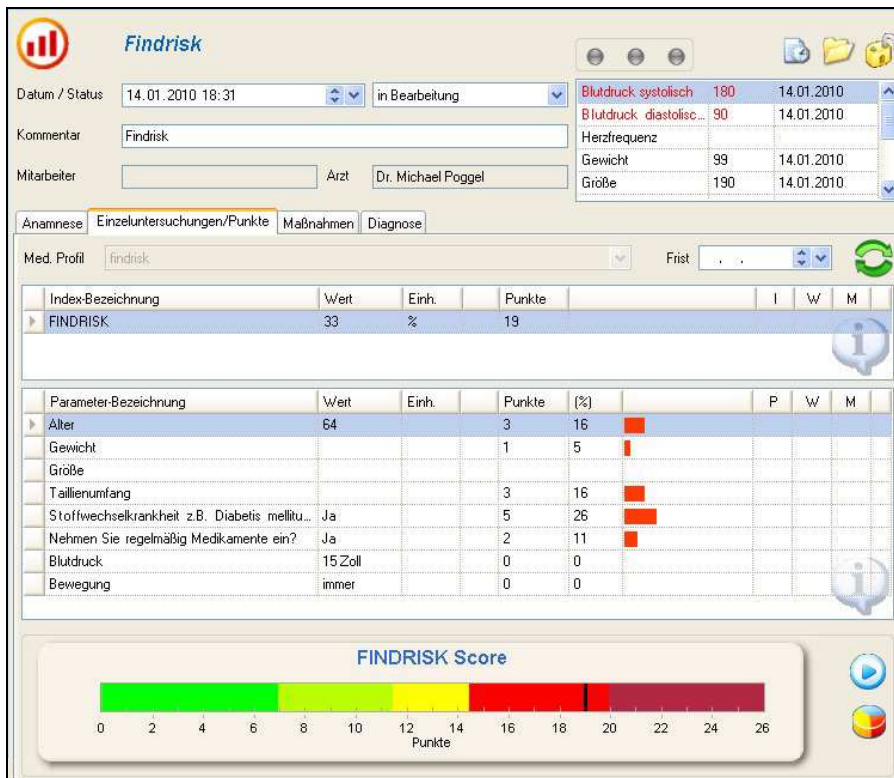 Findrisk
Datum / Status 14.01.2010 18:31 in Bearbeitung
Kommentar Findrisk
Mitarbeiter Arzt Dr. Michael Poggel
Blutdruck systolisch 180 14.01.2010
Blutdruck diastolisc... 90 14.01.2010
Herzfrequenz
Gewicht 99 14.01.2010
Größe 190 14.01.2010
Anamnese Einzeluntersuchungen/Punkte Maßnahmen Diagnose
Med. Profil findrisk Frist . .
Index-Bezeichnung Wert Einh. Punkte I W M
FINDRISK 33 % 19
Parameter-Bezeichnung Wert Einh. Punkte (%) P W M
Alter 64 3 16
Gewicht 1 5
Größe
Taillienumfang 3 16
Stoffwechselkrankheit z.B. Diabetis mellitu... Ja 5 26
Nehmen Sie regelmäßig Medikamente ein? Ja 2 11
Blutdruck 15 Zoll 0 0
Bewegung immer 0 0
FINDRISK Score
0 2 4 6 8 10 12 14 16 18 20 22 24 26
Punkte